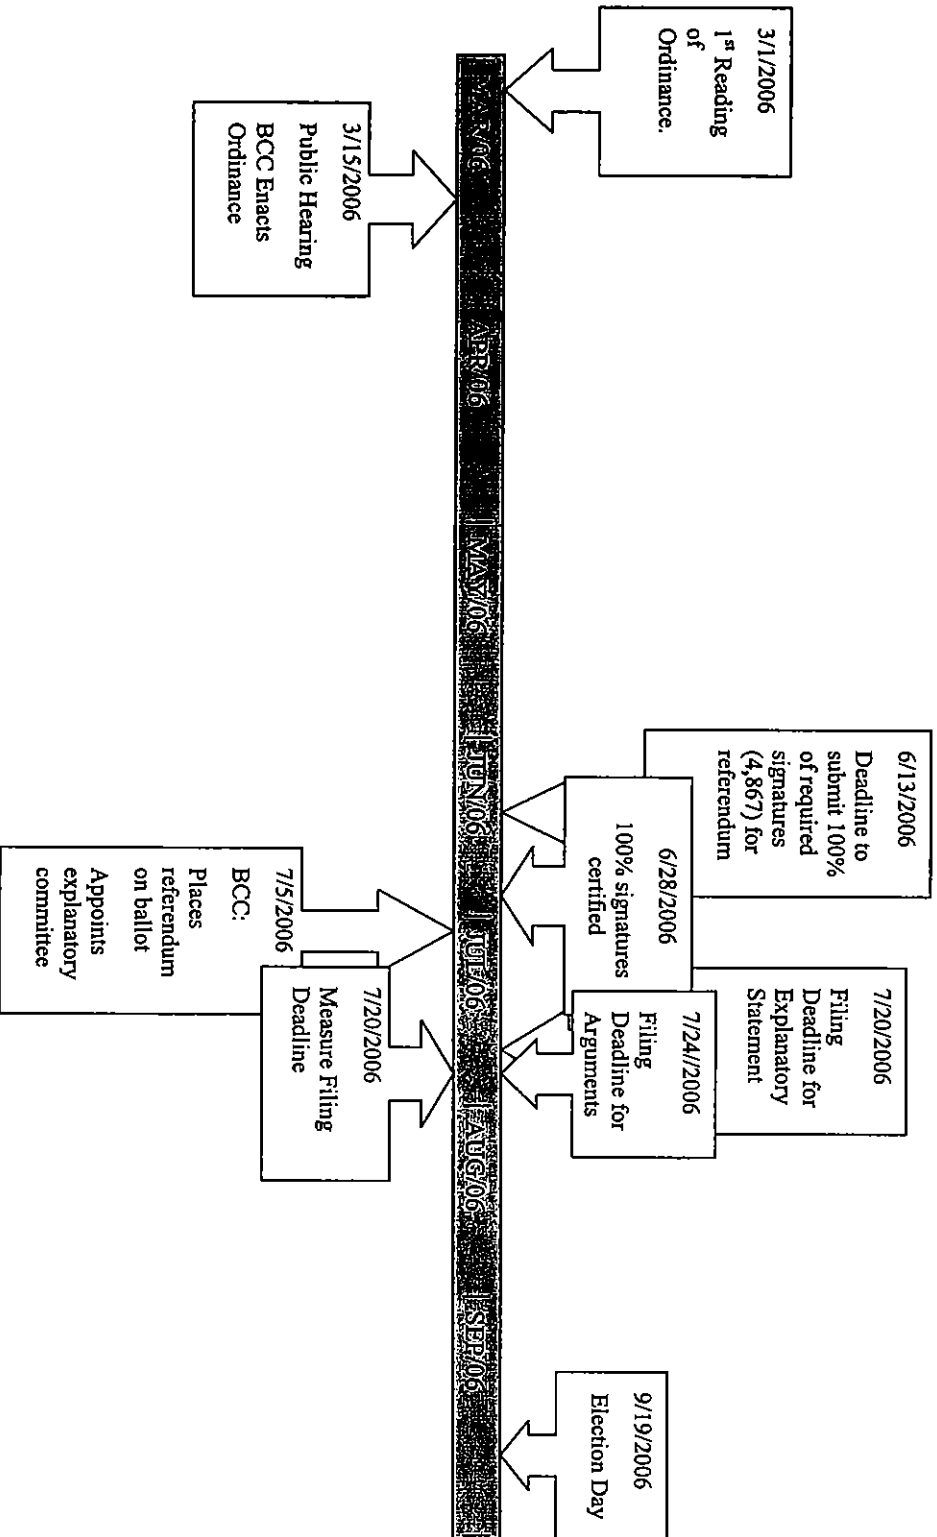 3/1/2006
1st Reading
of
Ordinance.
6/13/2006
Deadline to
submit 100%
of required
signatures
(4,867) for
referendum
6/28/2006
100% signatures
certified
7/20/2006
Filing
Deadline for
Explanatory
Statement
7/24//2006
Filing
Deadline for
Arguments
9/19/2006
Election Day
MAR/06 APR/06 | MAY/06 | JUN/06 | JUL/06 | AUG/06 | SEP/06
3/15/2006
Public Hearing
BCC Enacts
Ordinance
7/5/2006
BCC:
Places
referendum
on ballot
Appoints
explanatory
committee
7/20/2006
Measure Filing
Deadline